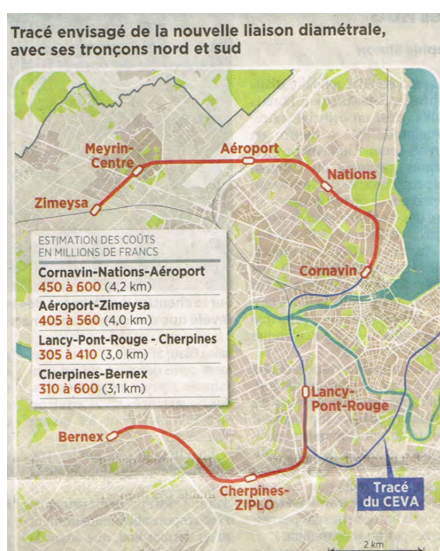 Tracé envisagé de la nouvelle liaison diamétrale,
avec ses tronçons nord et sud
Meyrin-
Centre
Aéroport
Nations
Zimeysa
Cornavin
ESTIMATION DES COÛTS
EN MILLIONS DE FRANCS
Cornavin-Nations-Aéroport
450 à 600 (4,2 km)
Aéroport-Zimeysa
405 à 560 (4,0 km)
Lancy-Pont-Rouge - Cherpines
305 à 410 (3,0 km)
Cherpines-Bernex
310 à 600 (3,1 km)
Lancy-
Pont-Rouge
Bernex
Cherpines-
ZIPLO
Tracé
du CEVA
2 km